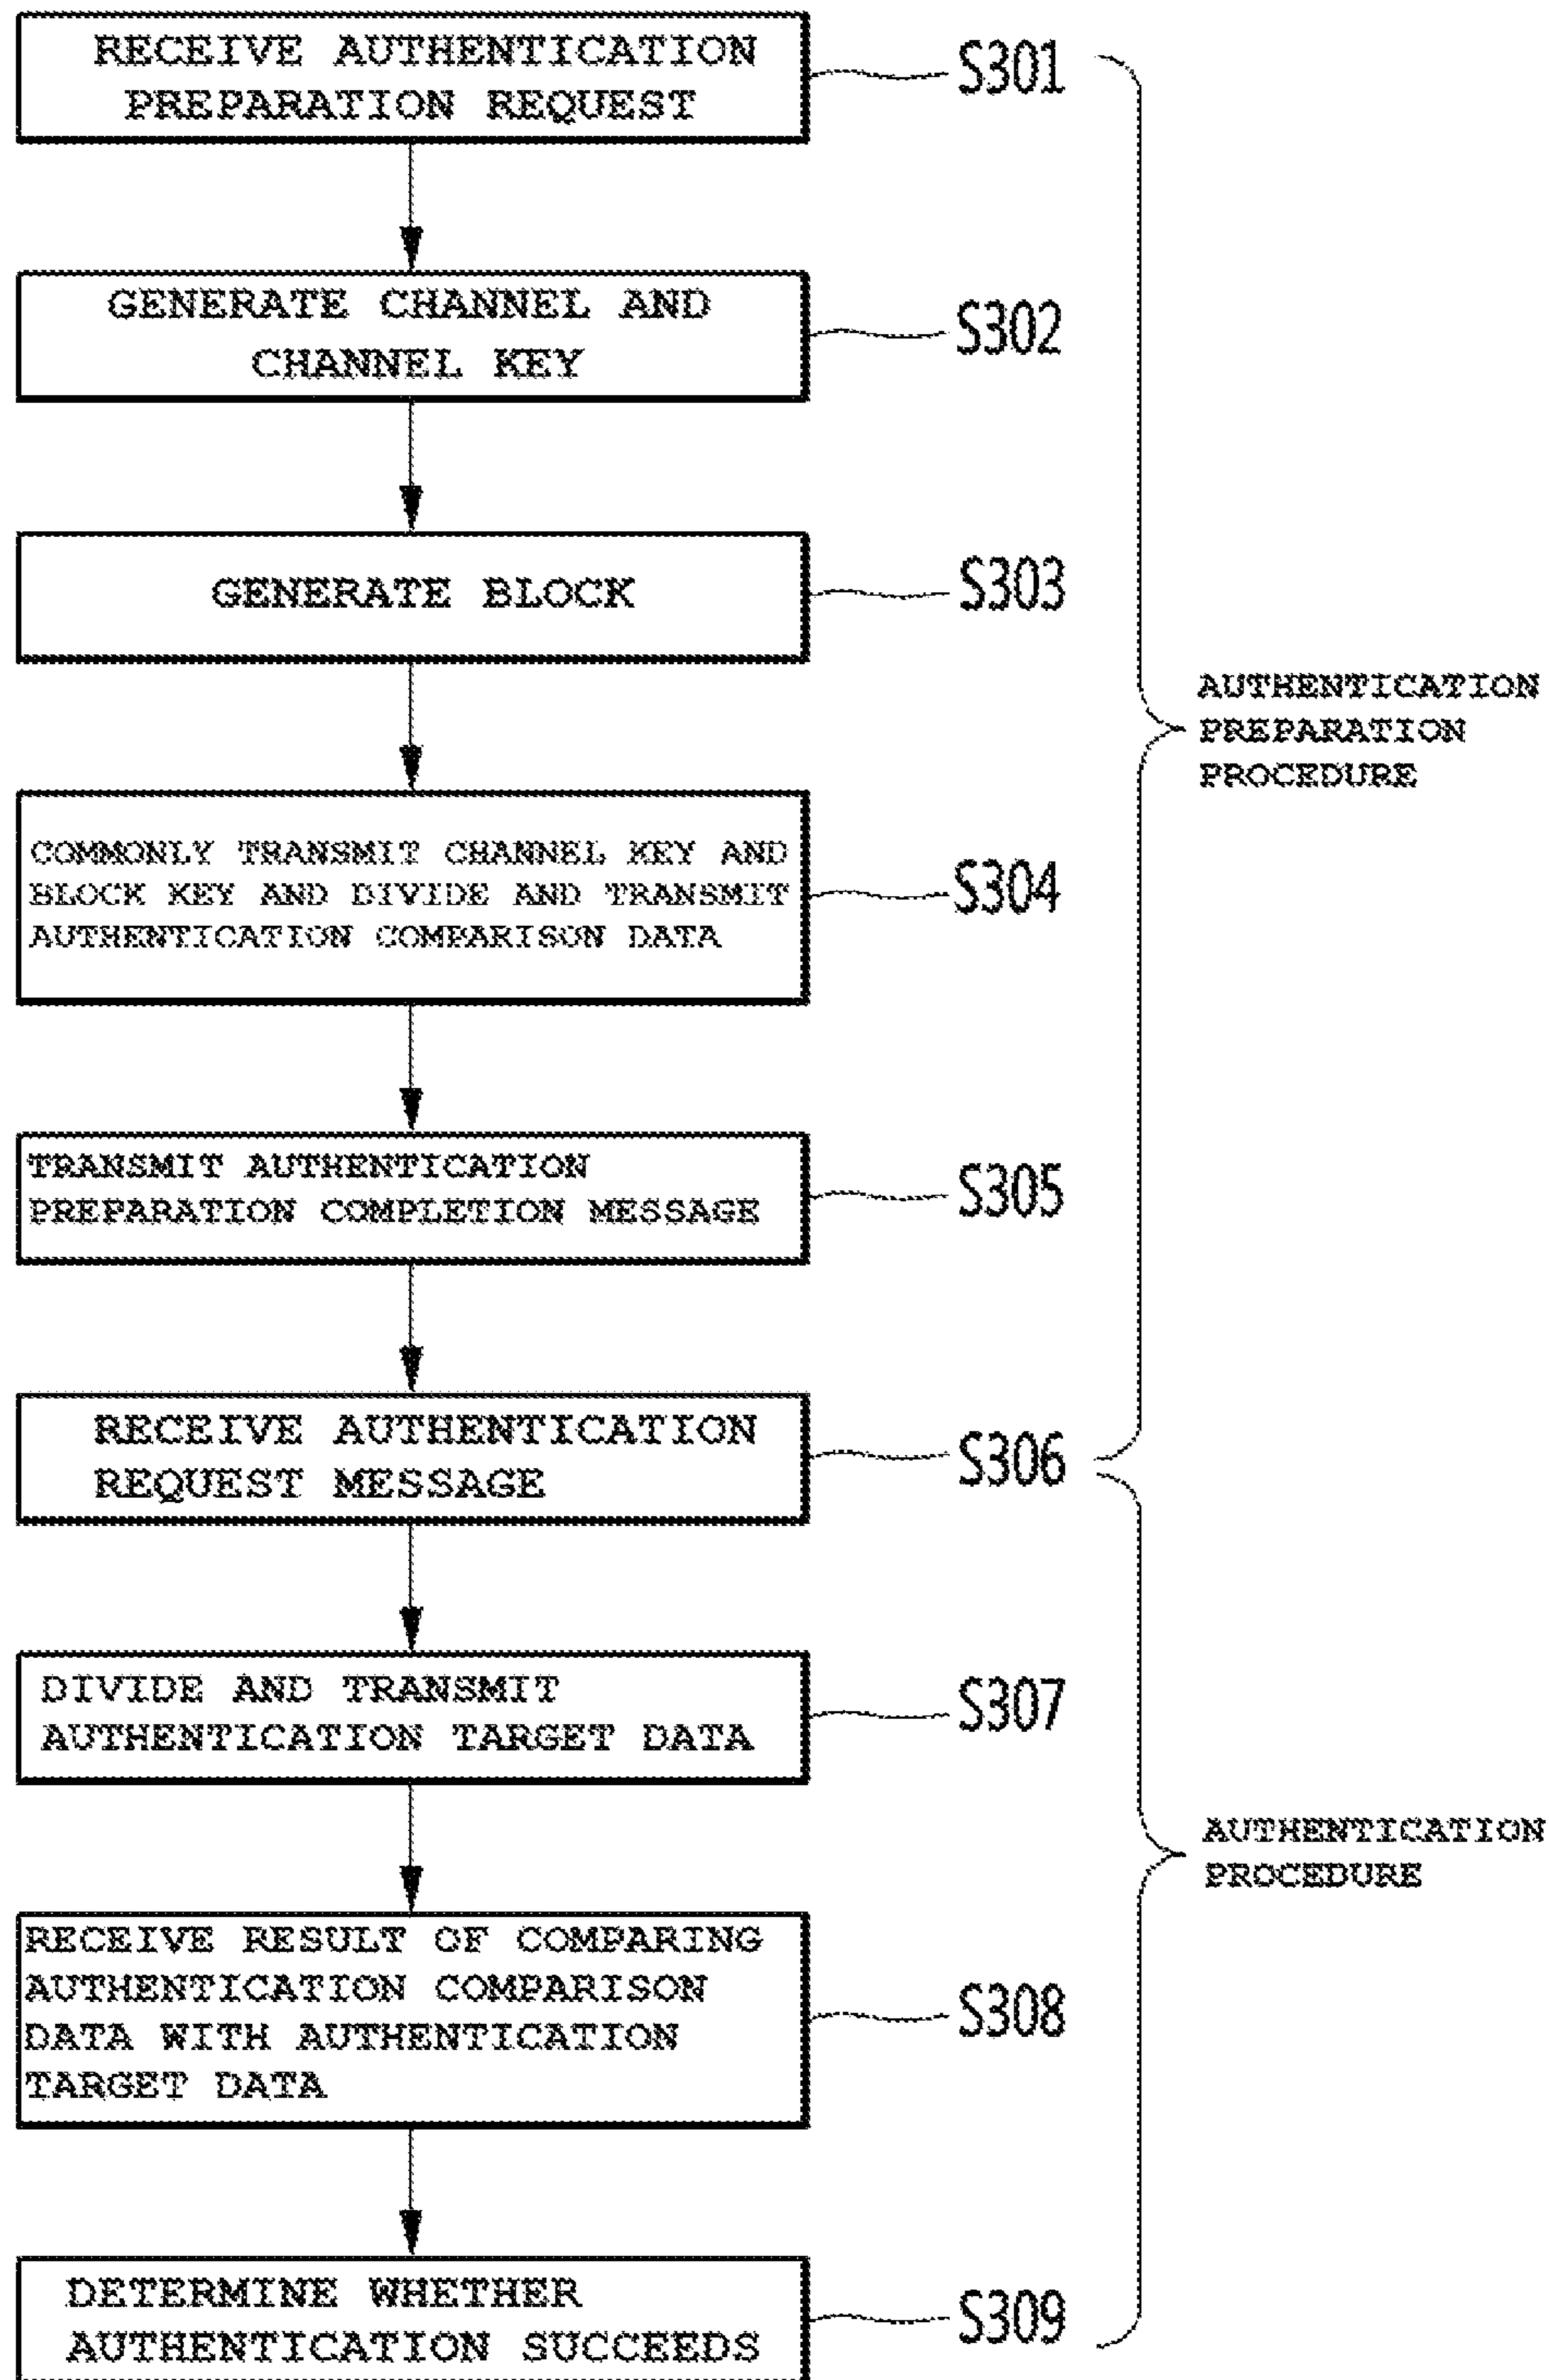 RECEIVE AUTHENTICATION
PREPARATION REQUEST
S301
GENERATE CHANNEL AND
CHANNEL KEY
S302
GENERATE BLOCK
S303
AUTHENTICATION
PREPARATION
PROCEDURE
COMMONLY TRANSMIT CHANNEL KEY AND
BLOCK KEY AND DIVIDE AND TRANSMIT
AUTHENTICATION COMPARISON DATA
S304
TRANSMIT AUTHENTICATION
PREPARATION COMPLETION MESSAGE
S305
RECEIVE AUTHENTICATION
REQUEST MESSAGE
S306
DIVIDE AND TRANSMIT
AUTHENTICATION TARGET DATA
S307
AUTHENTICATION
PROCEDURE
RECEIVE RESULT OF COMPARING
AUTHENTICATION COMPARISON
DATA WITH AUTHENTICATION
TARGET DATA
S308
DETERMINE WHETHER
AUTHENTICATION SUCCEEDS
S309